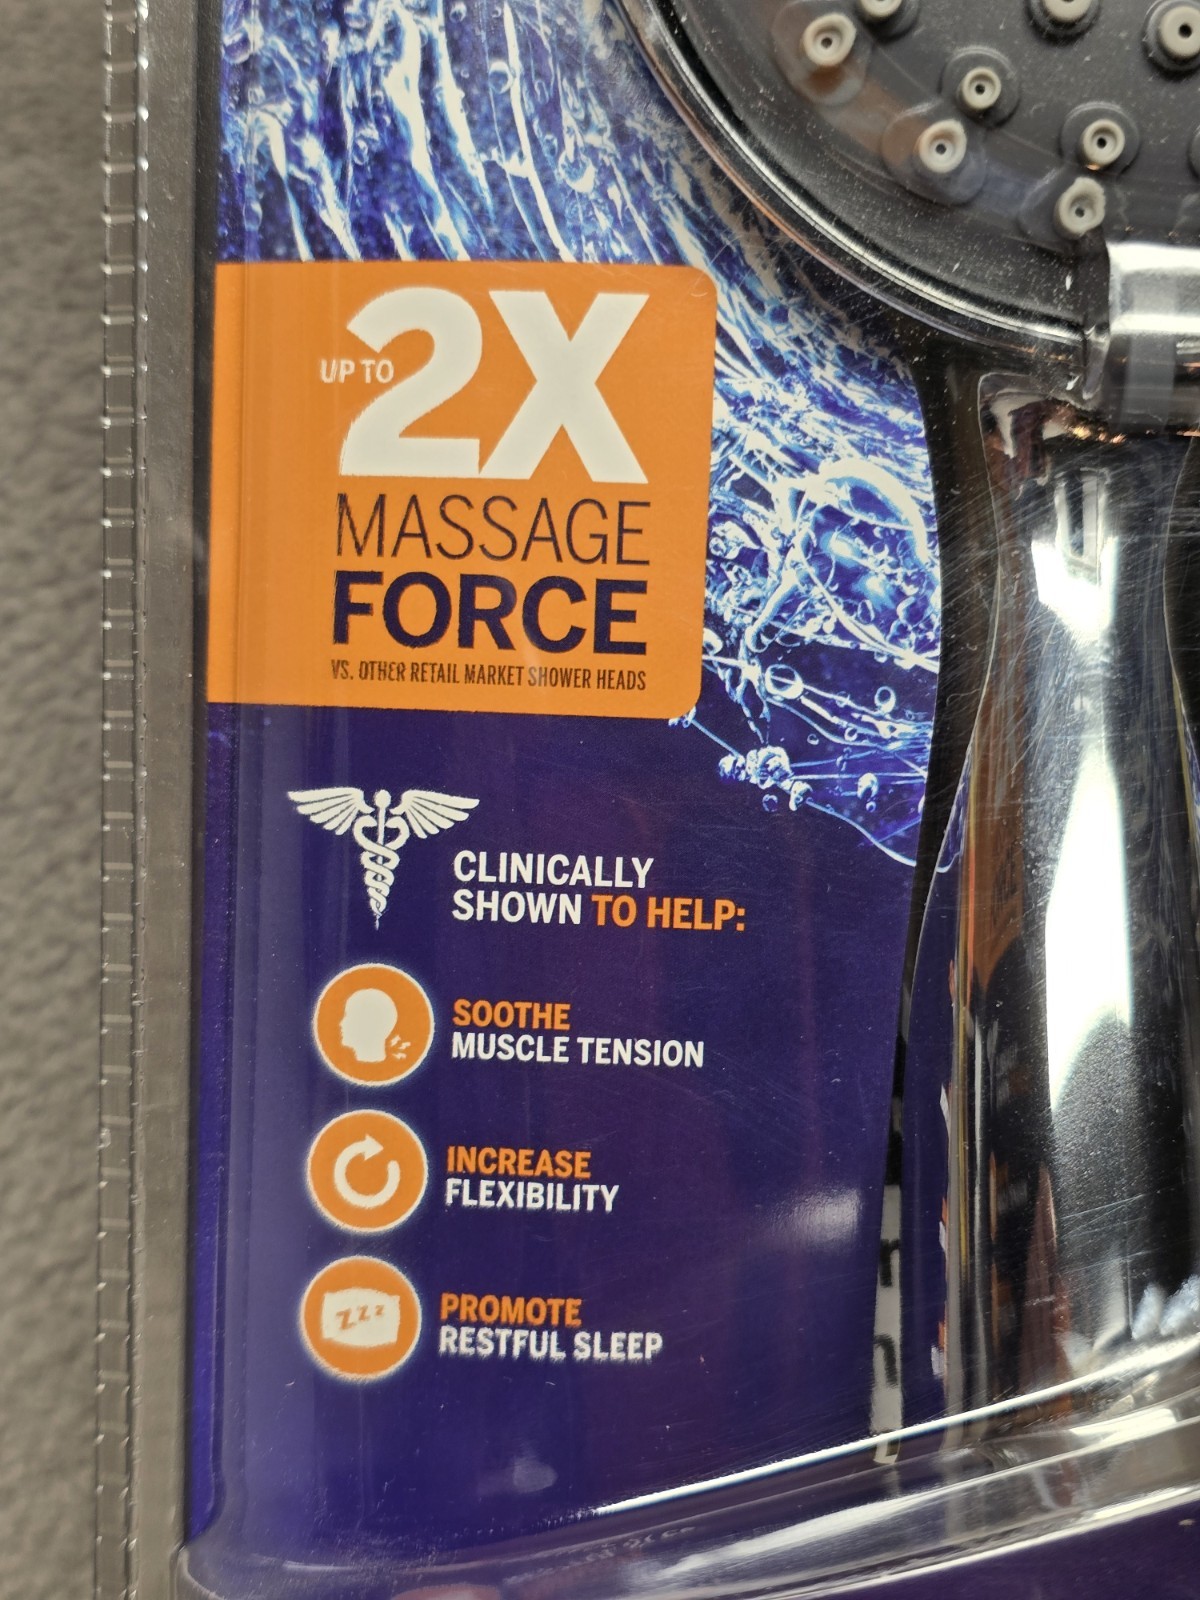 UP TO 2X
MASSAGE
FORCE
VS. OTHER RETAIL MARKET SHOWER HEADS
CLINICALLY
SHOWN TO HELP:
SOOTHE
MUSCLE TENSION
INCREASE
FLEXIBILITY
ZZZ
PROMOTE
RESTFUL SLEEP